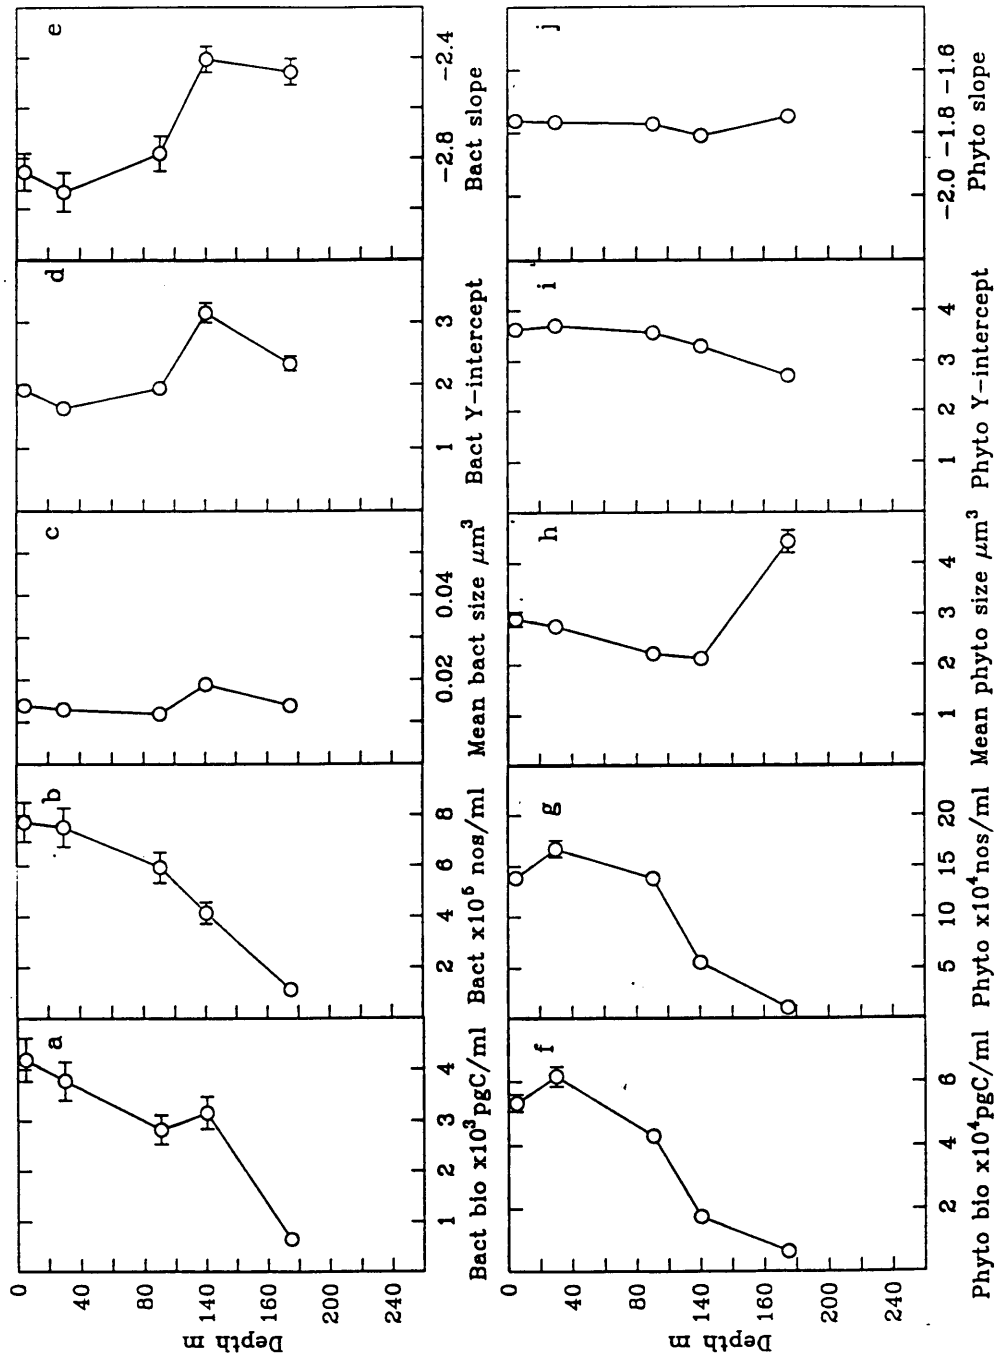 a
b
c
d
e
Depth m
0
40
80
140
160
200
240
1 2 3 4
2 4 6 8
0.02 0.04
1 2 3
-2.8 -2.4
Bact bio x10³pgC/ml
Bact x10⁵ nos/ml
Mean bact size μm³
Bact Y-intercept
Bact slope
f
g
h
i
j
Depth m
0
40
80
140
160
200
240
2 4 6
5 10 15 20
1 2 3 4
1 2 3 4
-2.0 -1.8 -1.6
Phyto bio x10⁴pgC/ml
Phyto x10⁴nos/ml
Mean phyto size μm³
Phyto Y-intercept
Phyto slope